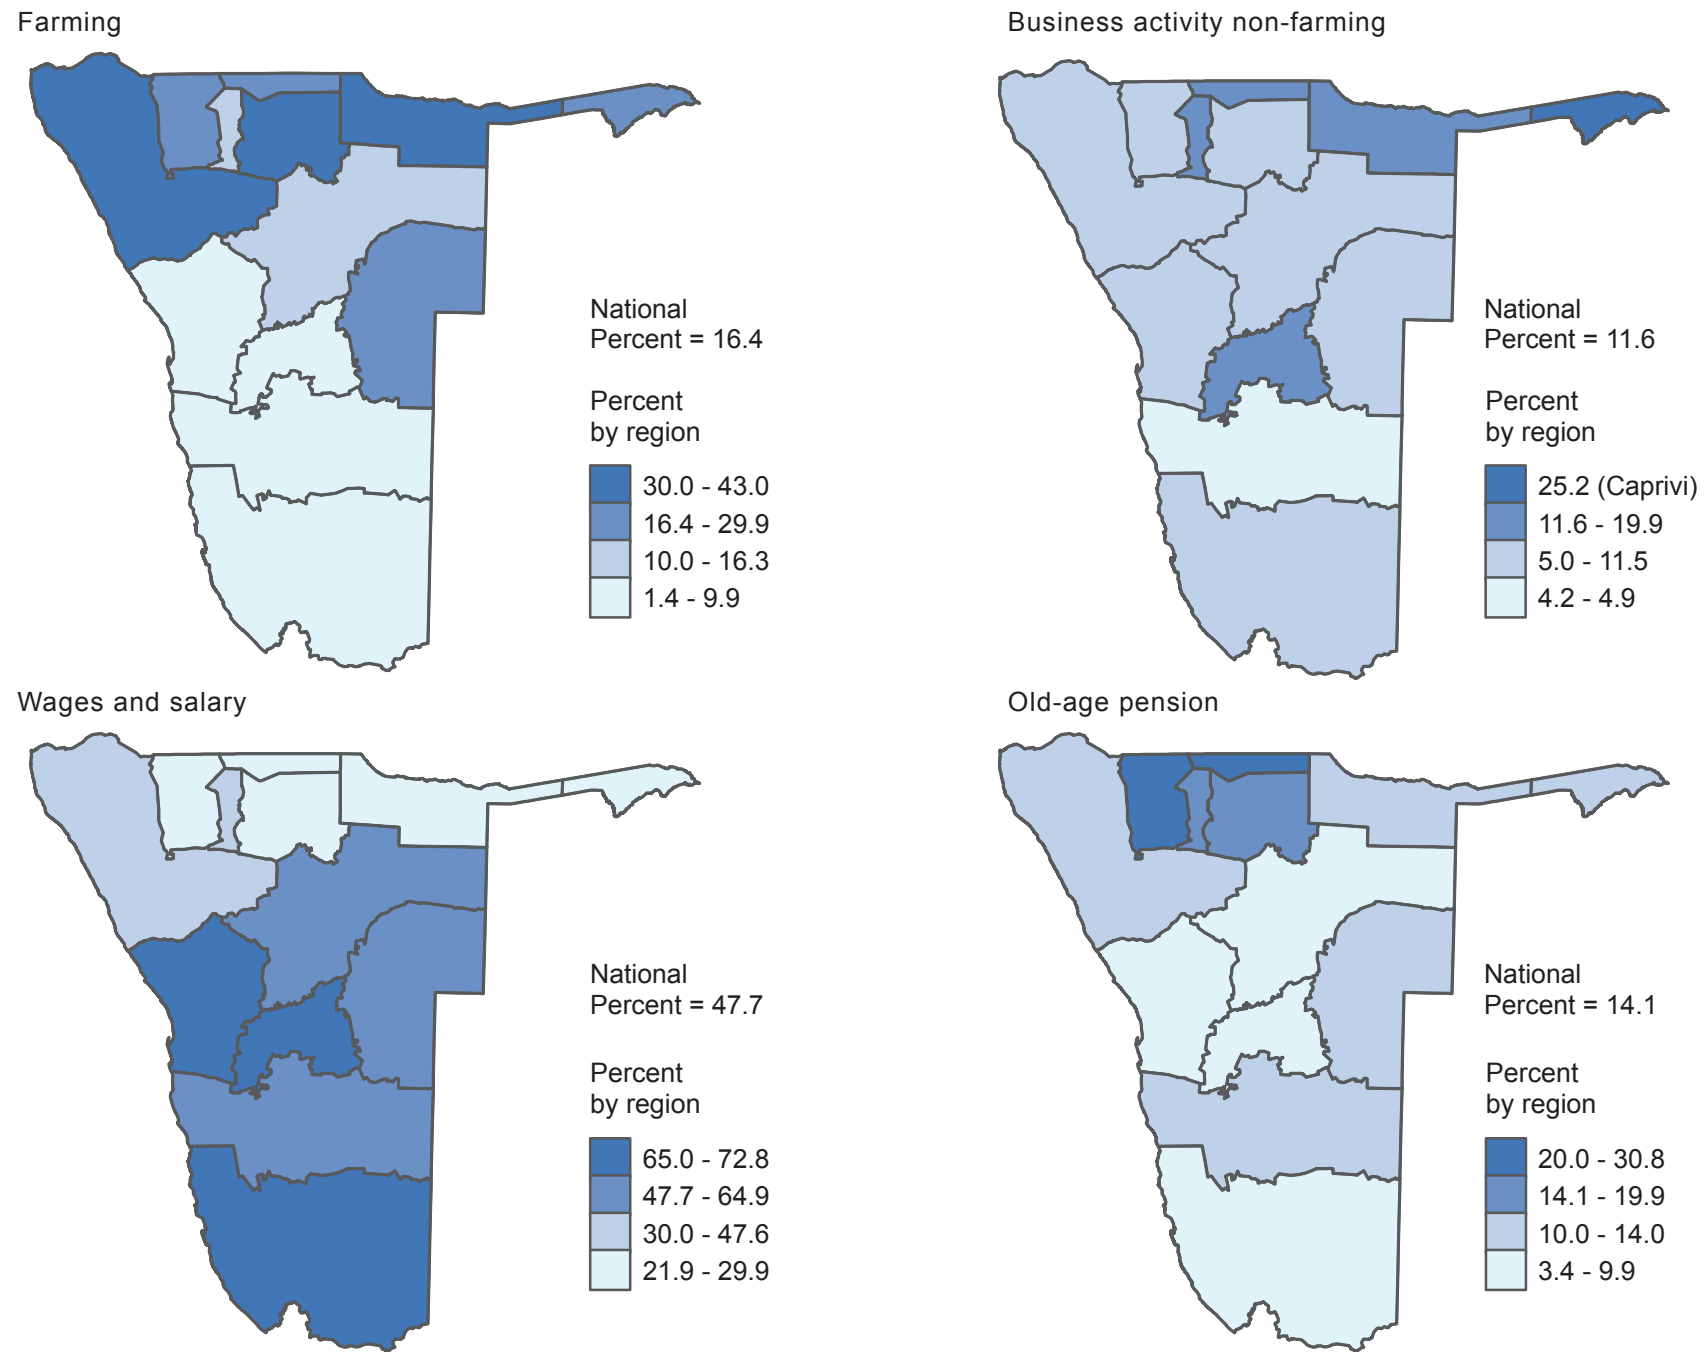 Farming
National
Percent = 16.4
Percent
by region
30.0 - 43.0
16.4 - 29.9
10.0 - 16.3
1.4 - 9.9
Business activity non-farming
National
Percent = 11.6
Percent
by region
25.2 (Caprivi)
11.6 - 19.9
5.0 - 11.5
4.2 - 4.9
Wages and salary
National
Percent = 47.7
Percent
by region
65.0 - 72.8
47.7 - 64.9
30.0 - 47.6
21.9 - 29.9
Old-age pension
National
Percent = 14.1
Percent
by region
20.0 - 30.8
14.1 - 19.9
10.0 - 14.0
3.4 - 9.9